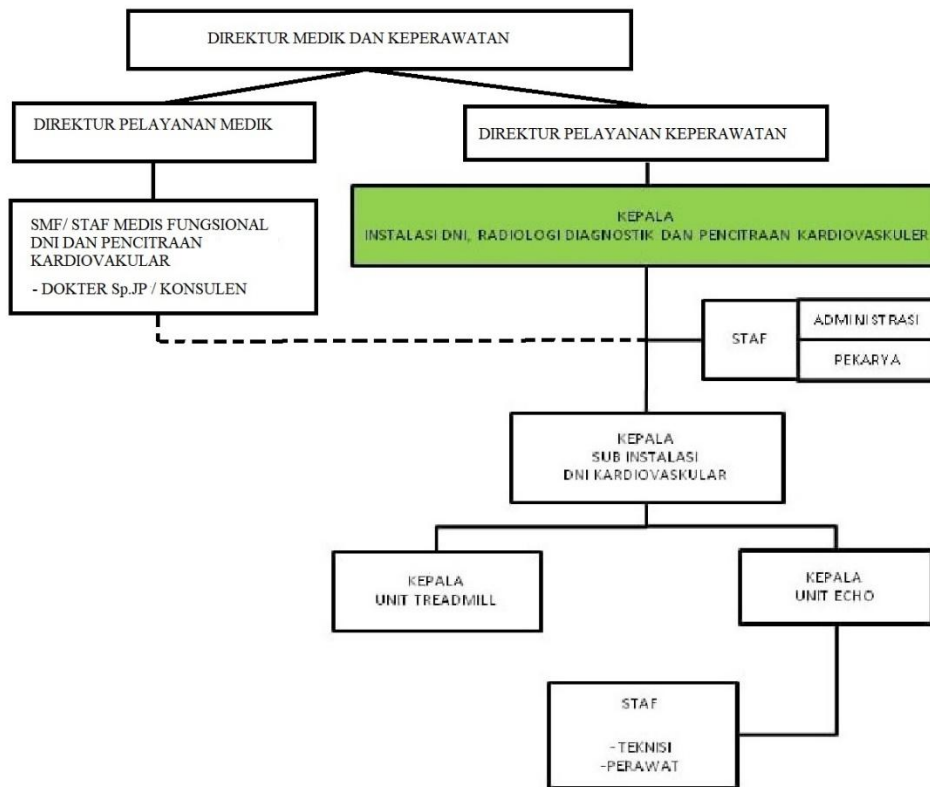 DIREKTUR MEDIK DAN KEPERAWATAN
DIREKTUR PELAYANAN MEDIK
DIREKTUR PELAYANAN KEPERAWATAN
SMF/ STAF MEDIS FUNGSIONAL
DNI DAN PENCITRAAN
KARDIOVAKULAR
- DOKTER Sp.JP / KONSULEN
KEPALA
INSTALASI DNI, RADIOLOGI DIAGNOSTIK DAN PENCITRAAN KARDIOVASKULER
STAF
ADMINISTRASI
PEKARYA
KEPALA
SUB INSTALASI
DNI KARDIOVASKULAR
KEPALA
UNIT TREADMILL
KEPALA
UNIT ECHO
STAF
-TEKNISI
-PERAWAT